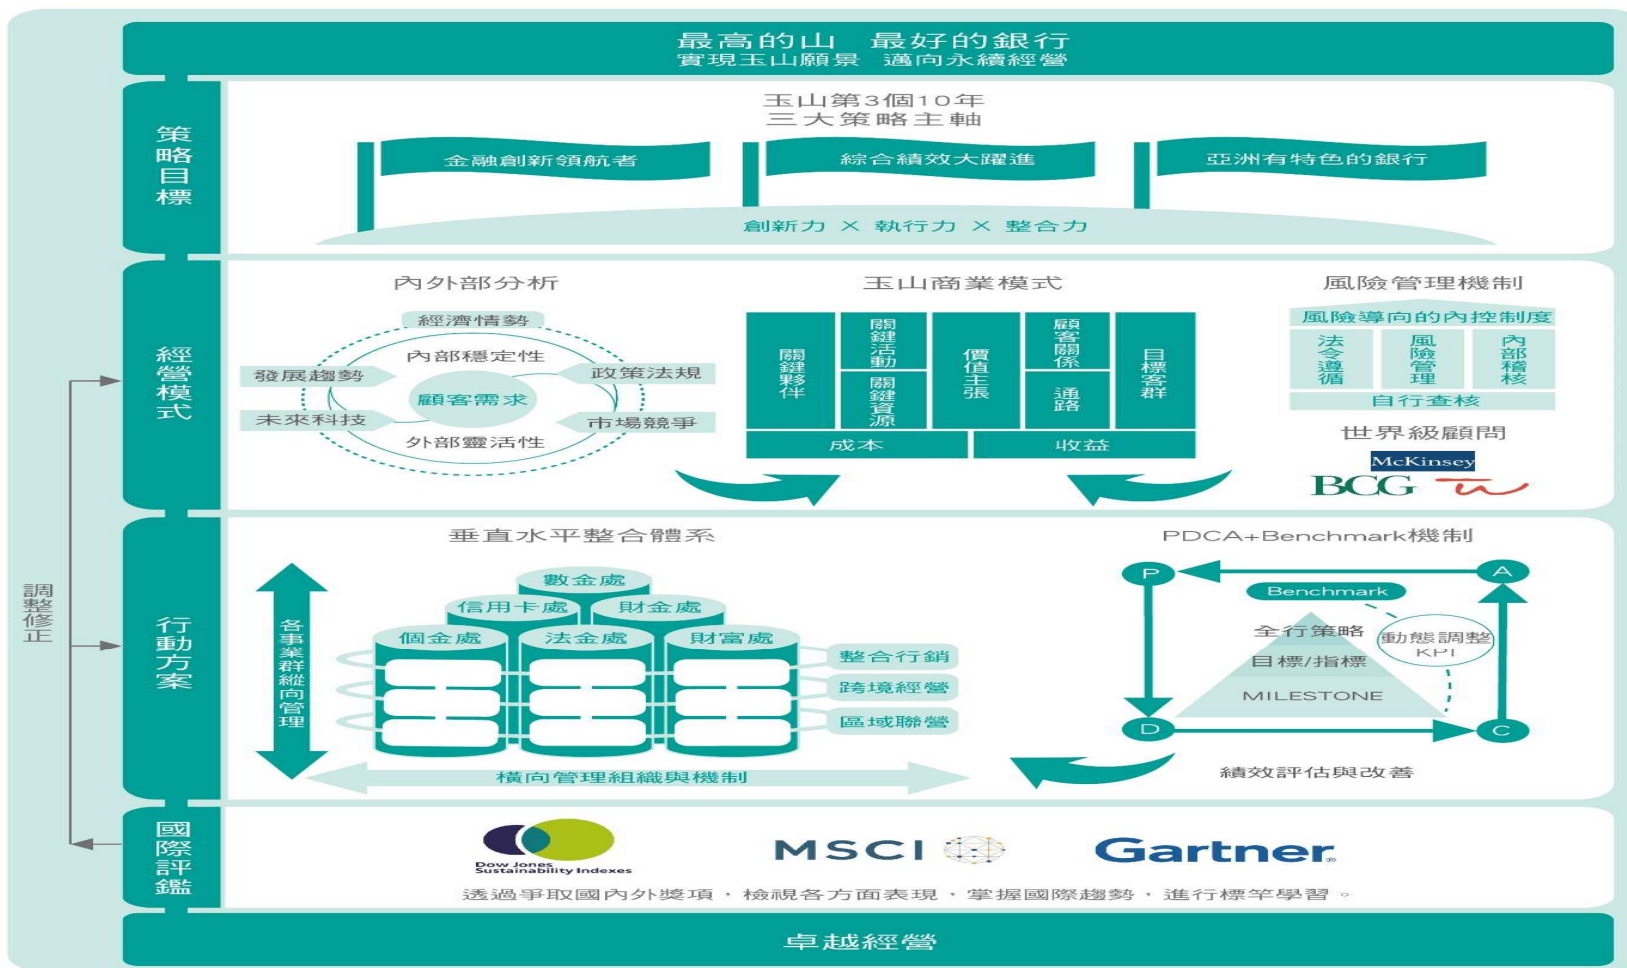 最高的山 最好的銀行
實現玉山願景 邁向永續經營
策略目標
玉山第3個10年
三大策略主軸
金融創新領航者
綜合績效大躍進
亞洲有特色的銀行
創新力 X 執行力 X 整合力
經營模式
內外部分析
經濟情勢
內部穩定性
發展趨勢
政策法規
顧客需求
未來科技
市場競爭
外部靈活性
玉山商業模式
關鍵夥伴
關鍵活動
關鍵資源
價值主張
顧客關係
通路
目標客群
成本
收益
風險管理機制
風險導向的內控制度
法令遵循
風險管理
內部稽核
自行查核
世界級顧問
McKinsey
BCG
調整修正
行動方案
垂直水平整合體系
各事業群縱向管理
數金處
信用卡處
財金處
個金處
法金處
財富處
整合行銷
跨境經營
區域聯營
橫向管理組織與機制
PDCA+Benchmark機制
P
A
Benchmark
全行策略
動態調整
KPI
目標/指標
MILESTONE
D
C
績效評估與改善
國際評鑑
Dow Jones
Sustainability Indexes
MSCI
Gartner®
透過爭取國內外獎項，檢視各方面表現，掌握國際趨勢，進行標竿學習。
卓越經營